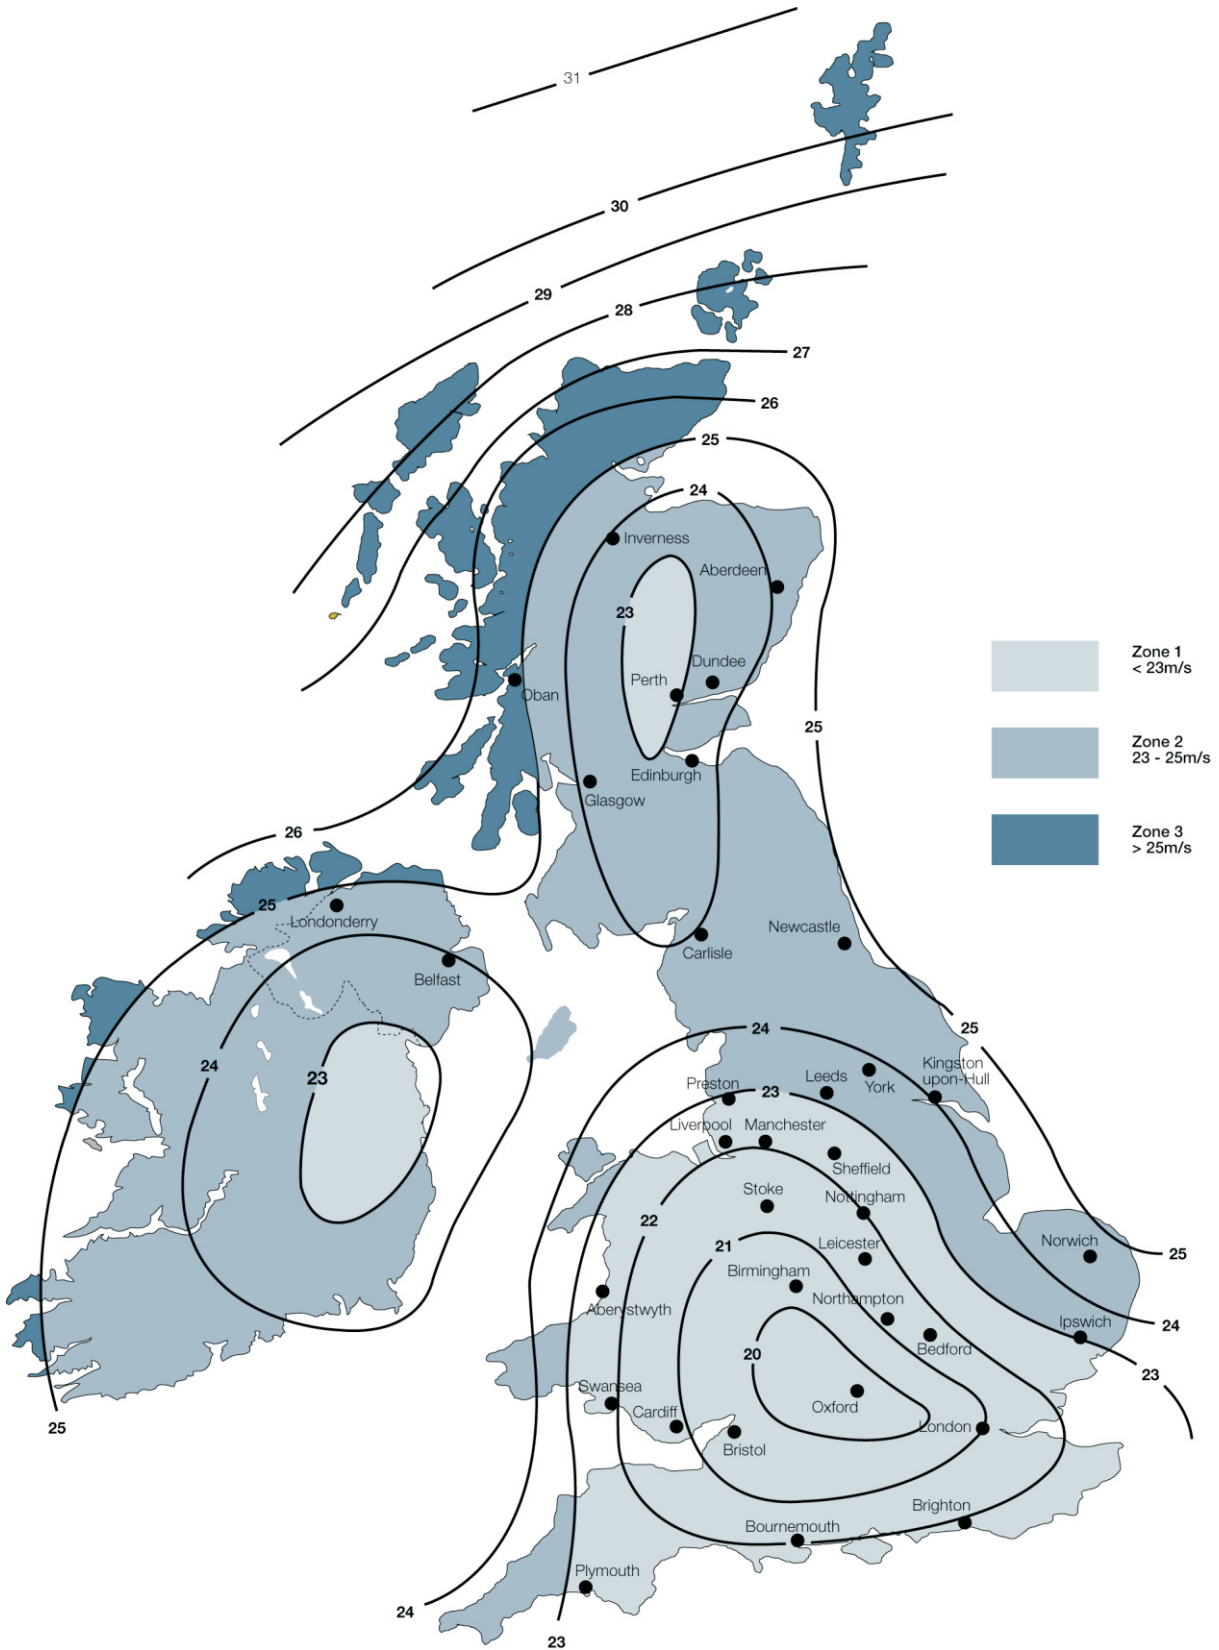 31
30
29
28
27
26
25
24
Inverness
Aberdeen
23
Dundee
Perth
Oban
25
Edinburgh
Glasgow
26
25
Londonderry
Newcastle
Carlisle
Belfast
24
25
24
23
Kingston
upon-Hull
Leeds
York
Preston
23
Liverpool
Manchester
Sheffield
Stoke
Nottingham
22
21
Leicester
Norwich
25
Birmingham
Northampton
Aberystwyth
24
Ipswich
Bedford
20
23
Swansea
Oxford
Cardiff
London
25
Bristol
Brighton
Bournemouth
Plymouth
24
23
Zone 1
< 23m/s
Zone 2
23 - 25m/s
Zone 3
> 25m/s